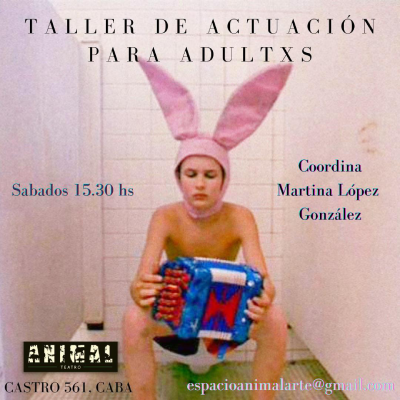 TALLER DE ACTUACIÓN
PARA ADULTXS
Sabados 15.30 hs
Coordina
Martina López
González
ANIMAL
TEATRO
CASTRO 561. CABA
espacioanimalarte@gmail.com